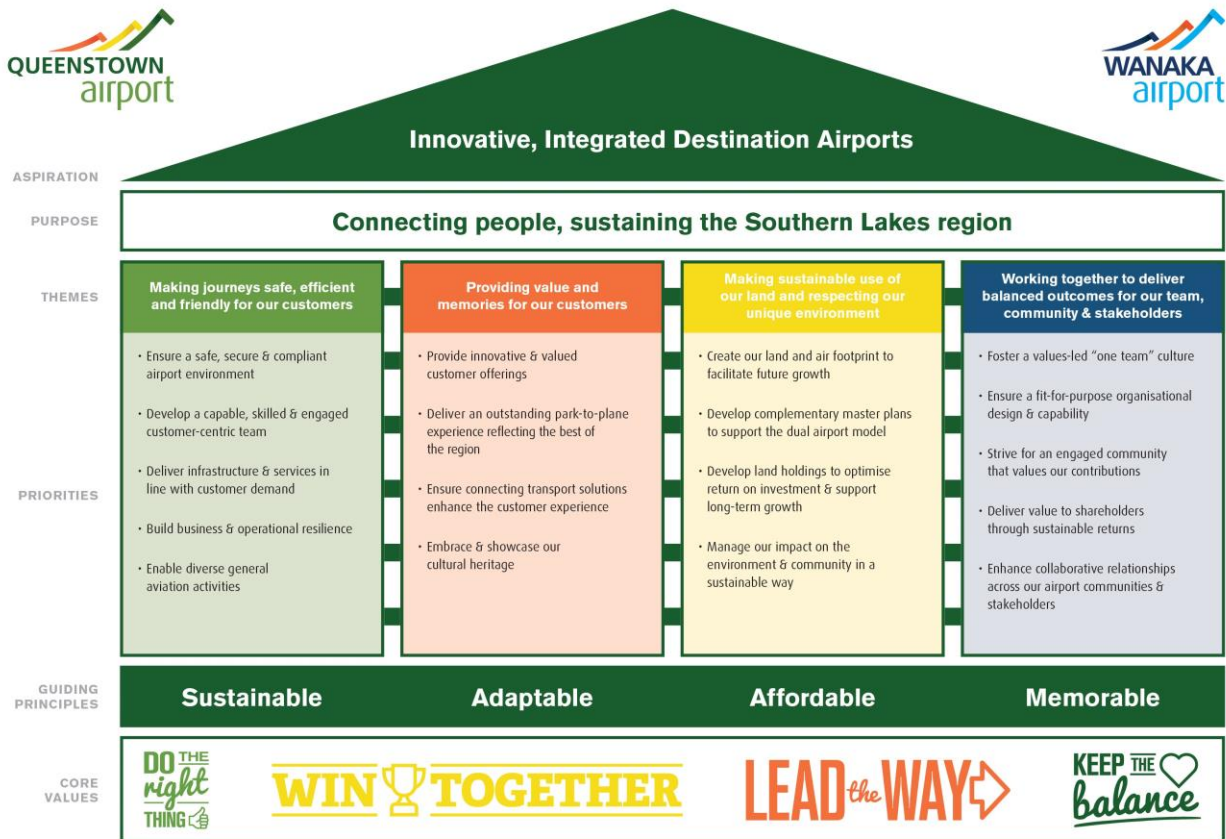 QUEENSTOWN
airport
WANAKA
airport
Innovative, Integrated Destination Airports
ASPIRATION
PURPOSE
Connecting people, sustaining the Southern Lakes region
THEMES
Making journeys safe, efficient
and friendly for our customers
Providing value and
memories for our customers
Making sustainable use of
our land and respecting our
unique environment
Working together to deliver
balanced outcomes for our team,
community & stakeholders
PRIORITIES
• Ensure a safe, secure & compliant
airport environment
• Develop a capable, skilled & engaged
customer-centric team
• Deliver infrastructure & services in
line with customer demand
• Build business & operational resilience
• Enable diverse general
aviation activities
• Provide innovative & valued
customer offerings
• Deliver an outstanding park-to-plane
experience reflecting the best of
the region
• Ensure connecting transport solutions
enhance the customer experience
• Embrace & showcase our
cultural heritage
• Create our land and air footprint to
facilitate future growth
• Develop complementary master plans
to support the dual airport model
• Develop land holdings to optimise
return on investment & support
long-term growth
• Manage our impact on the
environment & community in a
sustainable way
• Foster a values-led “one team” culture
• Ensure a fit-for-purpose organisational
design & capability
• Strive for an engaged community
that values our contributions
• Deliver value to shareholders
through sustainable returns
• Enhance collaborative relationships
across our airport communities &
stakeholders
GUIDING
PRINCIPLES
Sustainable
Adaptable
Affordable
Memorable
CORE
VALUES
DO THE
right
THING
WIN TOGETHER
LEAD the WAY
KEEP THE
balance